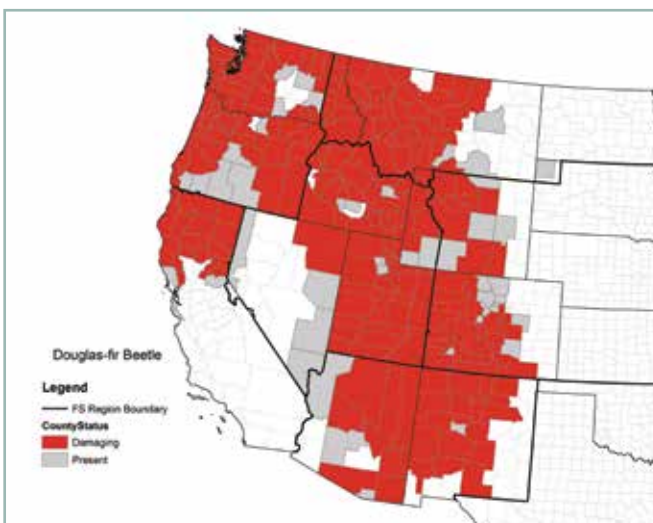 Douglas-fir Beetle
Legend
FS Region Boundary
CountyStatus
Damaging
Present